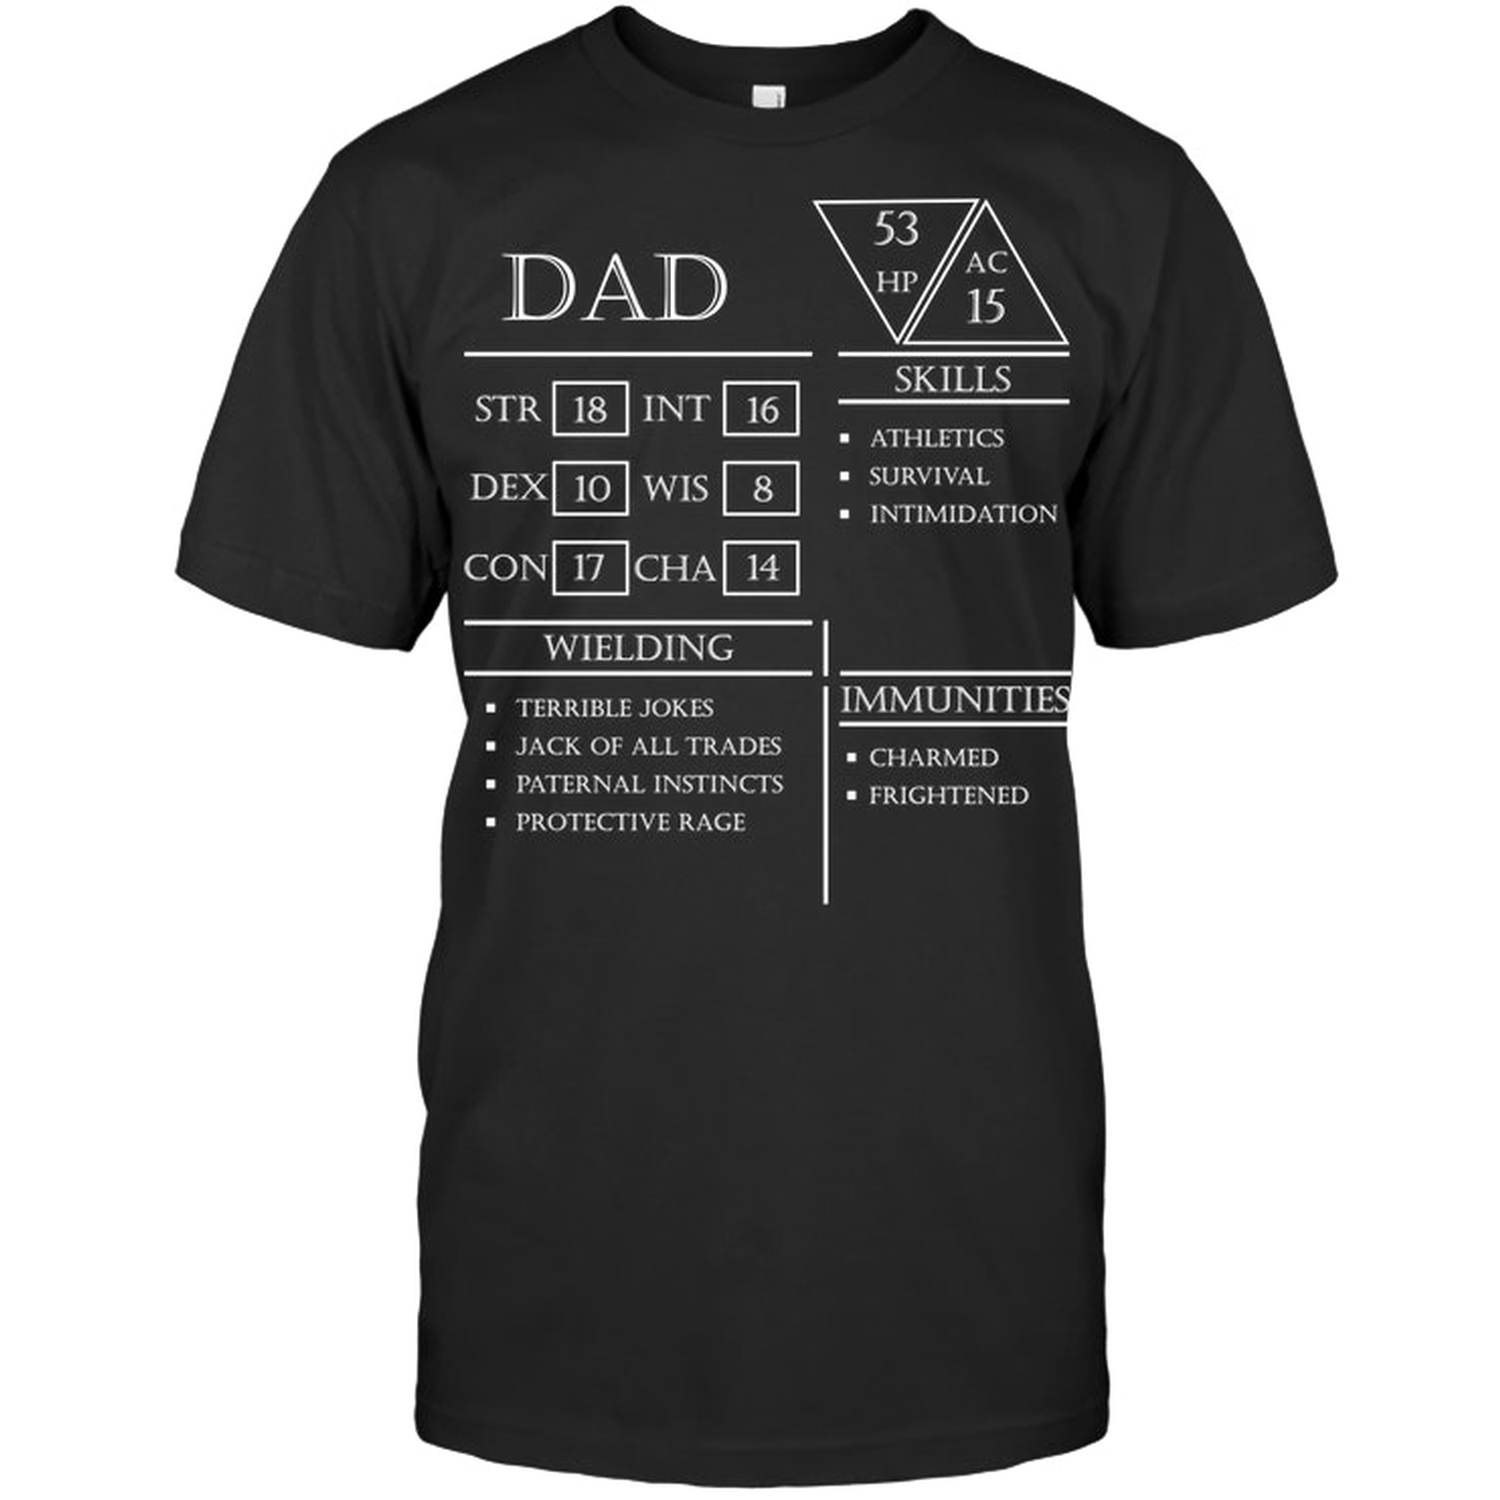 DAD
53
HP
AC
15
STR 18 INT 16
DEX 10 WIS 8
CON 17 CHA 14
SKILLS
ATHLETICS
SURVIVAL
INTIMIDATION
WIELDING
TERRIBLE JOKES
JACK OF ALL TRADES
PATERNAL INSTINCTS
PROTECTIVE RAGE
IMMUNITIES
CHARMED
FRIGHTENED